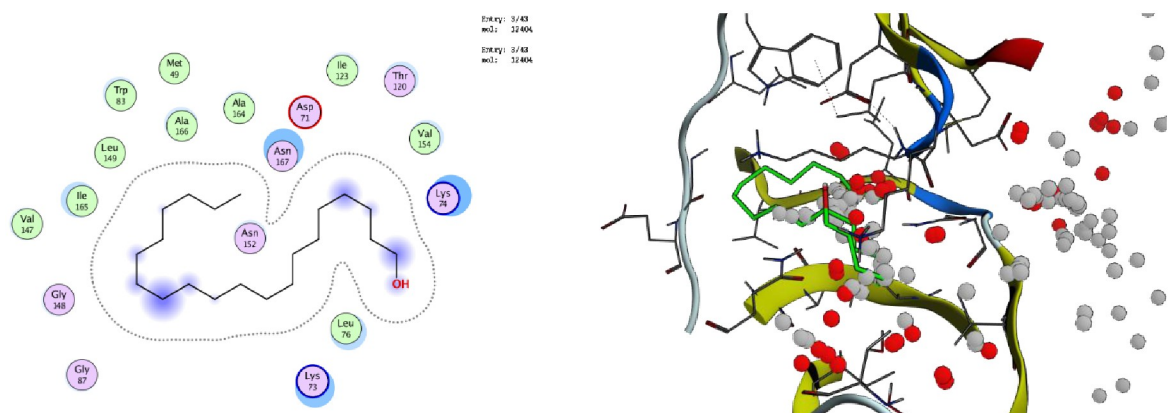 Entry: 3/43
mol: 12404
Entry: 3/43
mol: 12404
Met
49
Ile
123
Thr
120
Trp
83
Ala
164
Asp
71
Ala
166
Val
154
Leu
149
Asn
167
Lys
74
Ile
165
Val
147
Asn
152
OH
Gly
148
Leu
76
Gly
87
Lys
73